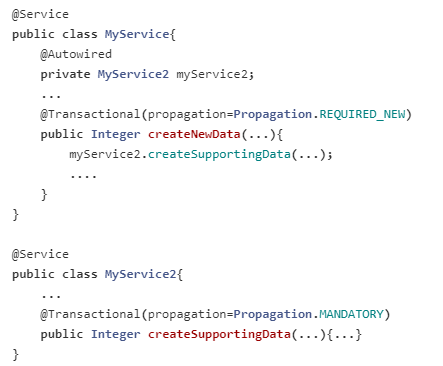 @Service
public class MyService{
    @Autowired
    private MyService2 myService2;
    ...
    @Transactional(propagation=Propagation.REQUIRED_NEW)
    public Integer createNewData(...){
        myService2.createSupportingData(...);
        ....
    }
}

@Service
public class MyService2{
    ...
    @Transactional(propagation=Propagation.MANDATORY)
    public Integer createSupportingData(...){...}
}